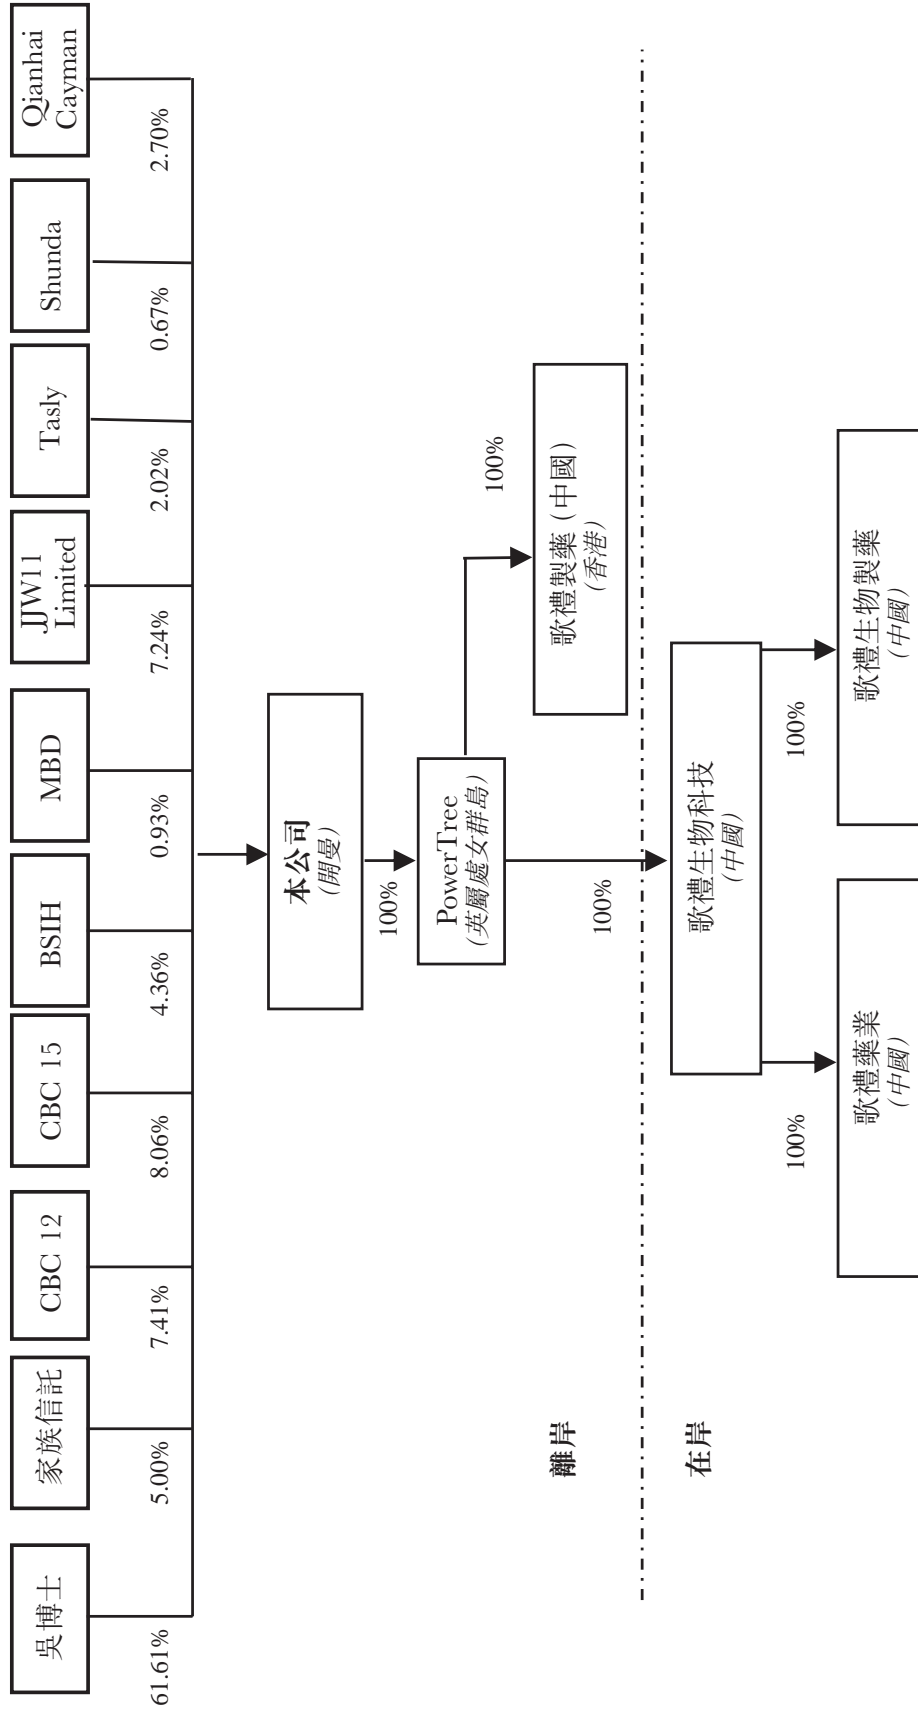 吳博士
家族信託
CBC 12
CBC 15
BSIH
MBD
JJW11
Limited
Tasly
Shunda
Qianhai
Cayman
61.61%
5.00%
7.41%
8.06%
4.36%
0.93%
7.24%
2.02%
0.67%
2.70%
本公司
(開曼)
100%
PowerTree
(英屬處女群島)
100%
100%
歌禮製藥 (中國)
(香港)
離岸
在岸
歌禮生物科技
(中國)
100%
100%
歌禮藥業
(中國)
歌禮生物製藥
(中國)